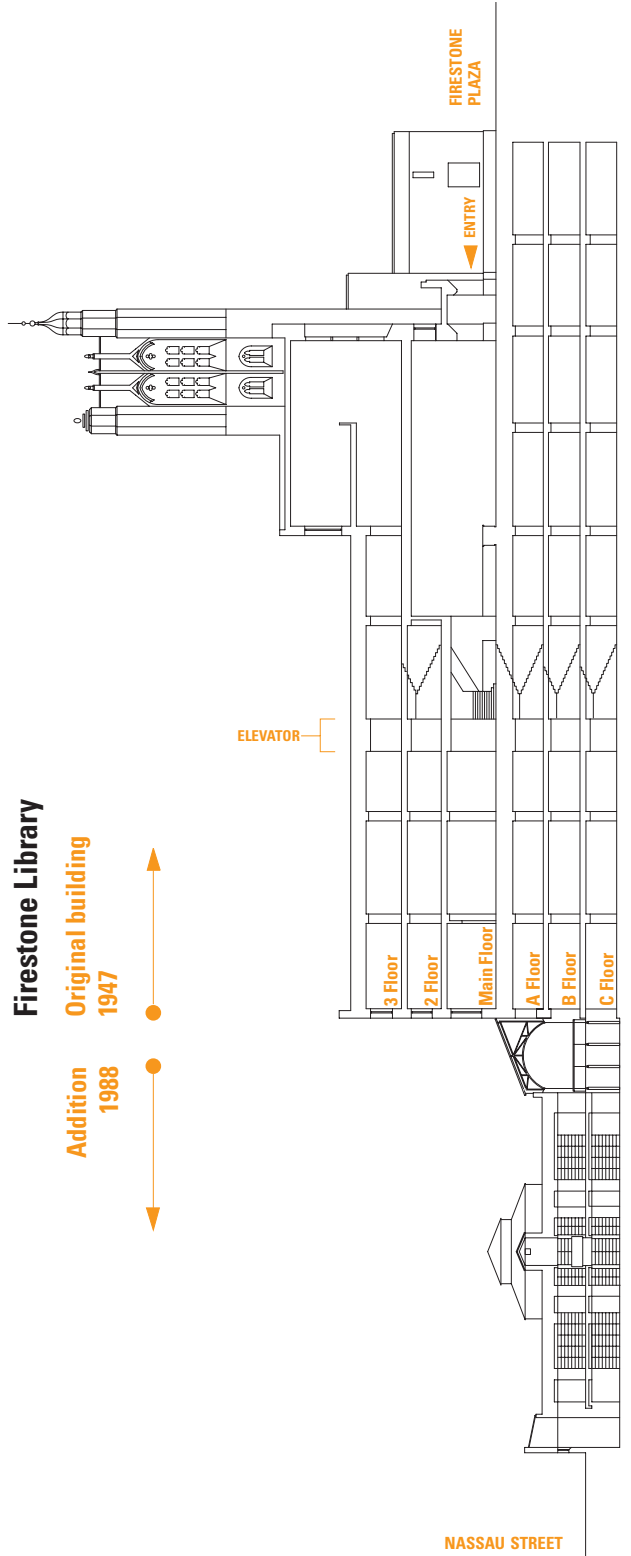 Firestone Library
Addition
1988
Original building
1947
ELEVATOR
FIRESTONE
PLAZA
ENTRY
3 Floor
2 Floor
Main Floor
A Floor
B Floor
C Floor
NASSAU STREET